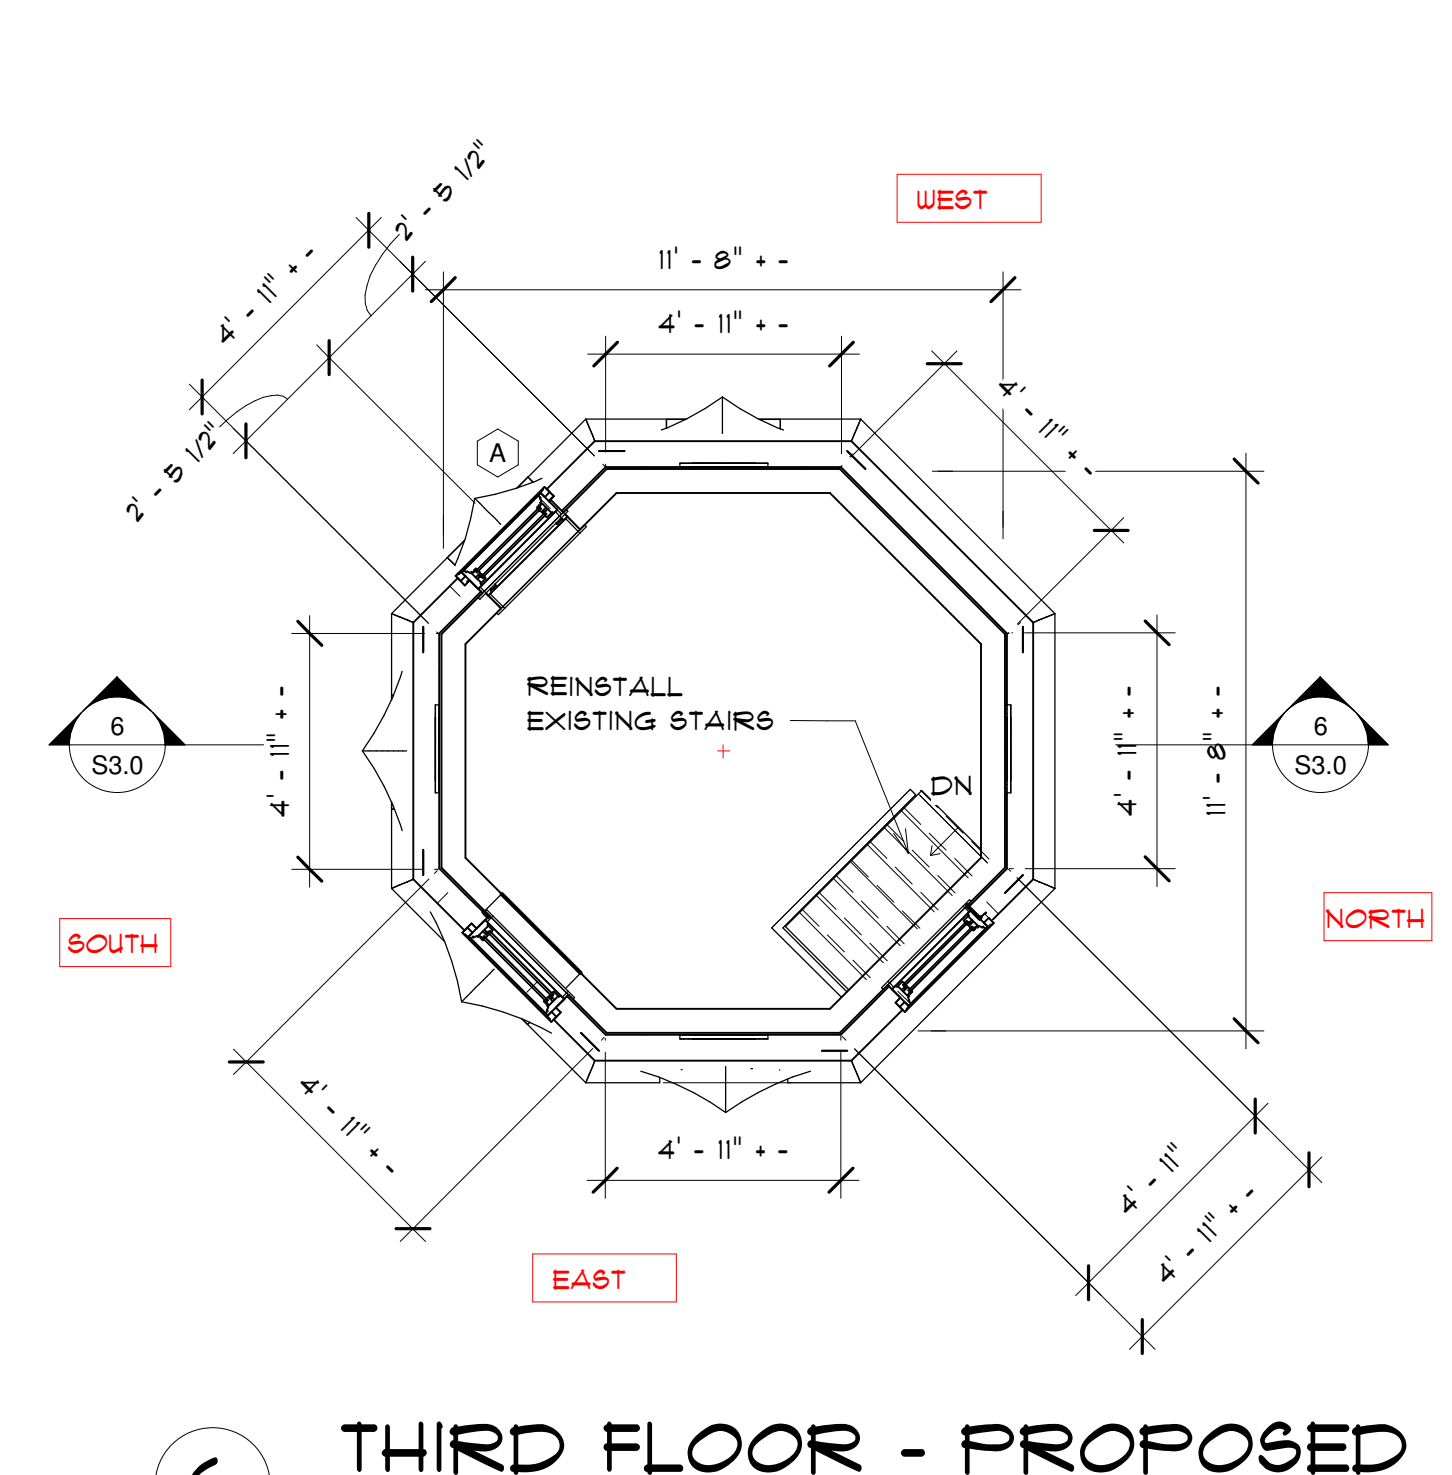 2' - 5 1/2"
WEST
4' - 11" + -
11' - 8" + -
4' - 11" + -
4' - 11" + -
2' - 5 1/2"
A
REINSTALL
EXISTING STAIRS
6
S3.0
4' - 11" + -
4' - 11" + -
11' - 8" + -
6
S3.0
DN
SOUTH
NORTH
4' - 11" + -
4' - 11" + -
4' - 11"
4' - 11" + -
EAST
THIRD FLOOR - PROPOSED